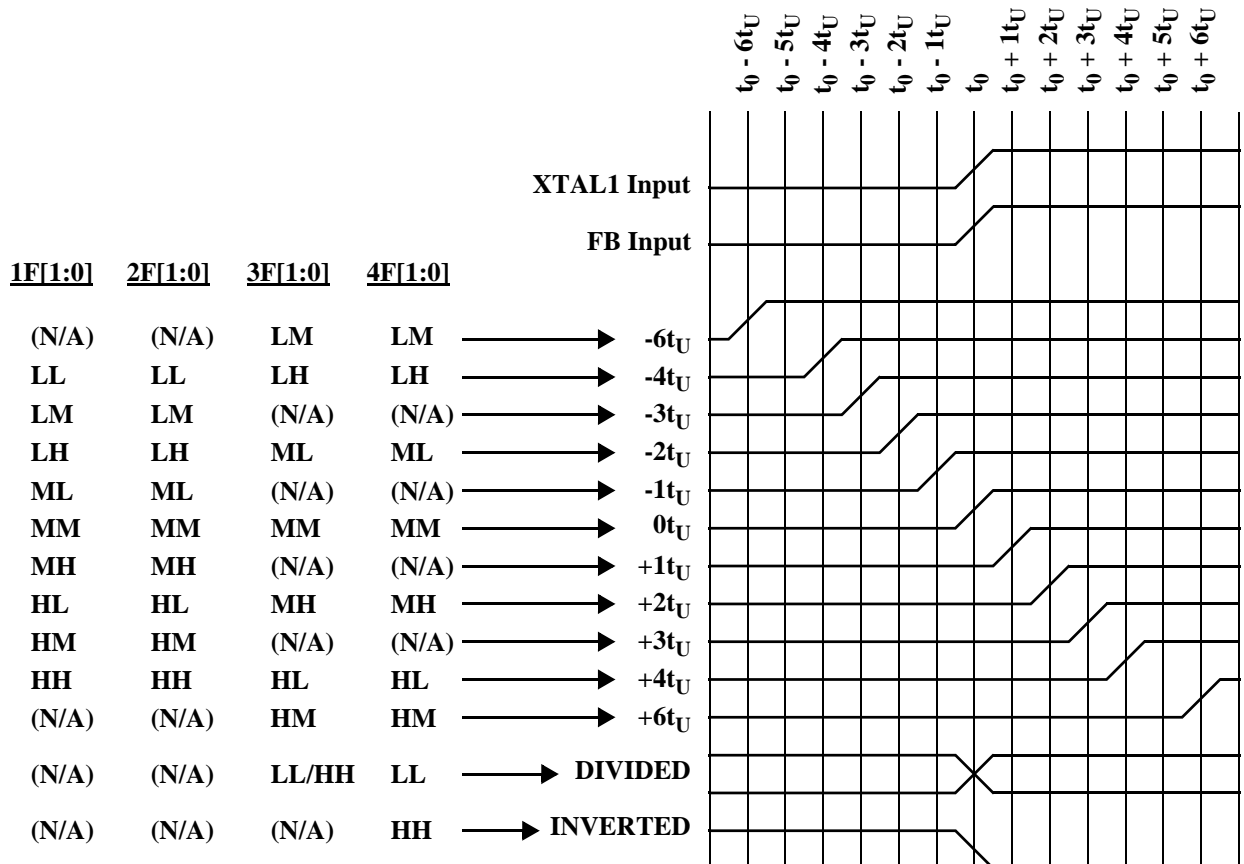 t0 - 6tU t0 - 5tU t0 - 4tU t0 - 3tU t0 - 2tU t0 - 1tU t0 t0 + 1tU t0 + 2tU t0 + 3tU t0 + 4tU t0 + 5tU t0 + 6tU
XTAL1 Input
FB Input
1F[1:0] 2F[1:0] 3F[1:0] 4F[1:0]
(N/A) (N/A) LM LM -6tU
LL LL LH LH -4tU
LM LM (N/A) (N/A) -3tU
LH LH ML ML -2tU
ML ML (N/A) (N/A) -1tU
MM MM MM MM 0tU
MH MH (N/A) (N/A) +1tU
HL HL MH MH +2tU
HM HM (N/A) (N/A) +3tU
HH HH HL HL +4tU
(N/A) (N/A) HM HM +6tU
(N/A) (N/A) LL/HH LL DIVIDED
(N/A) (N/A) (N/A) HH INVERTED